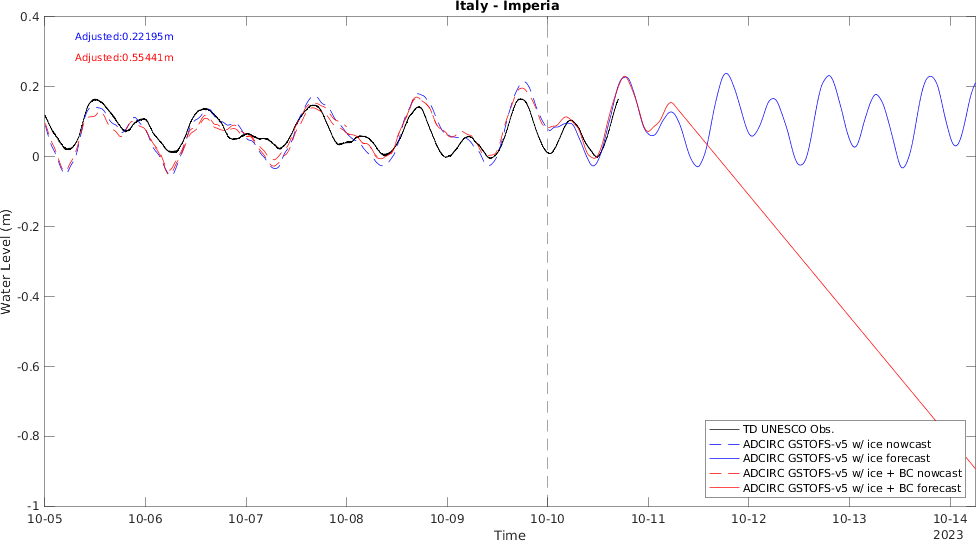 Italy - Imperia
Adjusted:0.22195m
Adjusted:0.55441m
0.4
0.2
0
-0.2
-0.4
-0.6
-0.8
-1
Water Level (m)
TD UNESCO Obs.
ADCIRC GSTOFS-v5 w/ ice nowcast
ADCIRC GSTOFS-v5 w/ ice forecast
ADCIRC GSTOFS-v5 w/ ice + BC nowcast
ADCIRC GSTOFS-v5 w/ ice + BC forecast
10-05 10-06 10-07 10-08 10-09 10-10 10-11 10-12 10-13 10-14
2023
Time